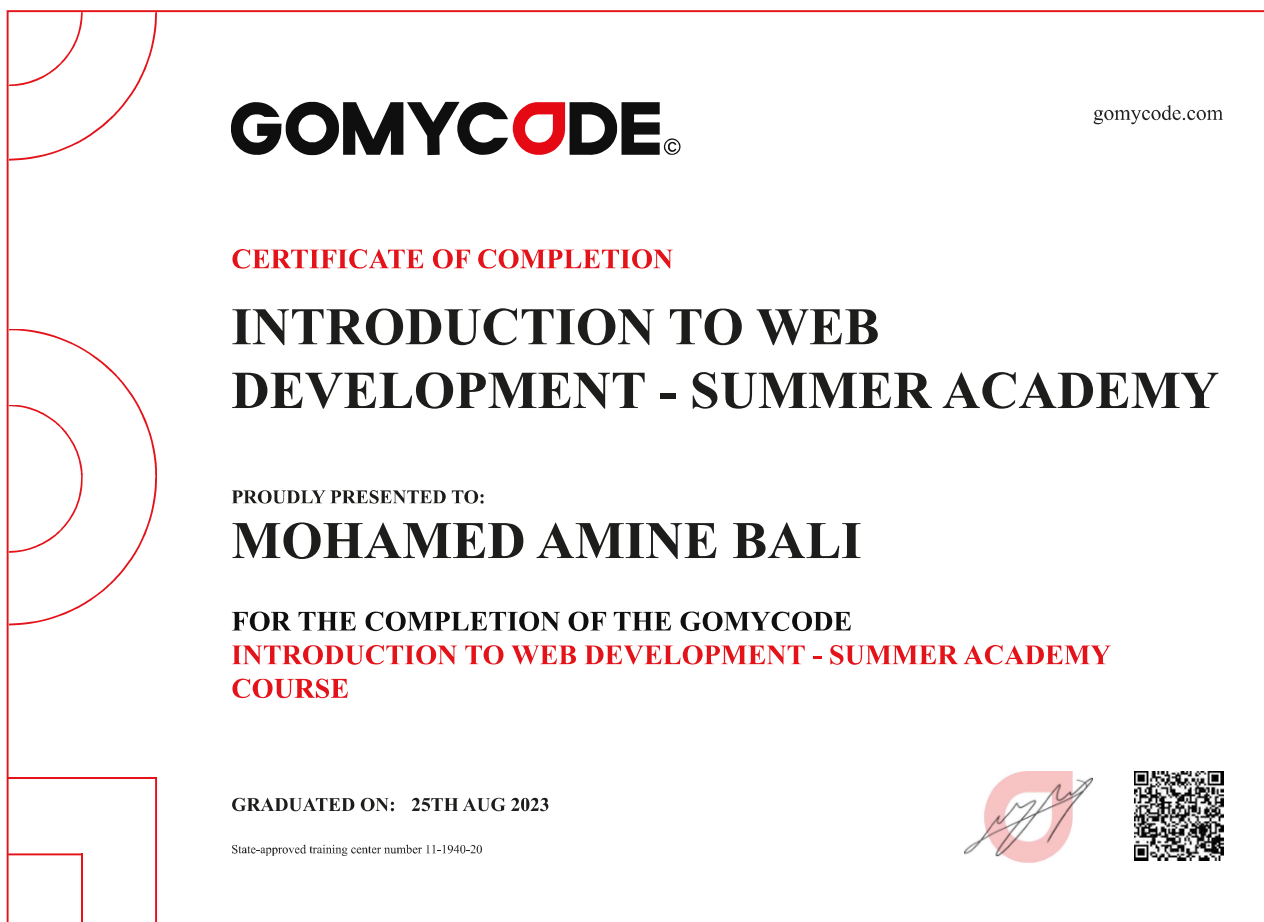 GOMYCODE©
gomycode.com
CERTIFICATE OF COMPLETION
INTRODUCTION TO WEB
DEVELOPMENT - SUMMER ACADEMY
PROUDLY PRESENTED TO:
MOHAMED AMINE BALI
FOR THE COMPLETION OF THE GOMYCODE
INTRODUCTION TO WEB DEVELOPMENT - SUMMER ACADEMY
COURSE
GRADUATED ON: 25TH AUG 2023
State-approved training center number 11-1940-20